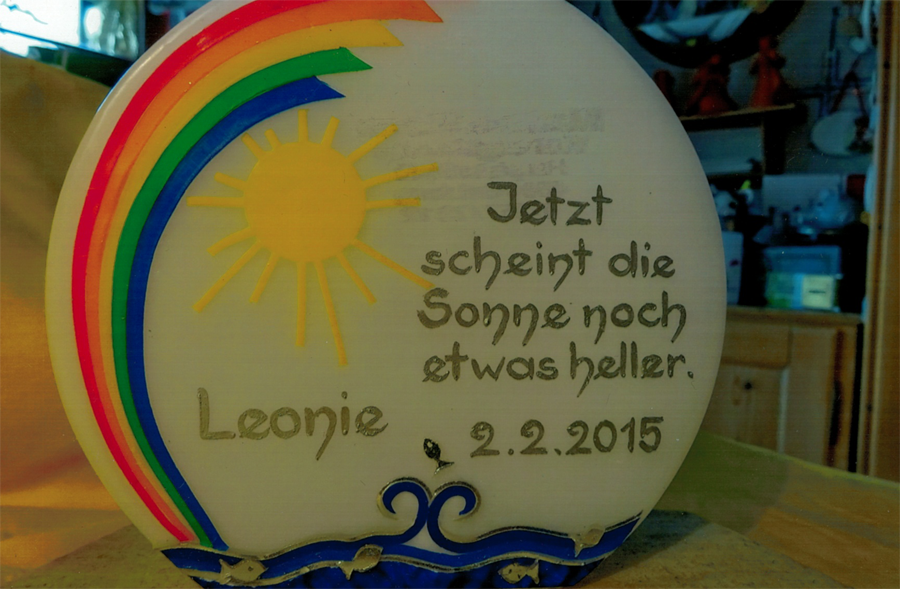 Jetzt
scheint die
Sonne noch
etwas heller.
Leonie
2.2.2015